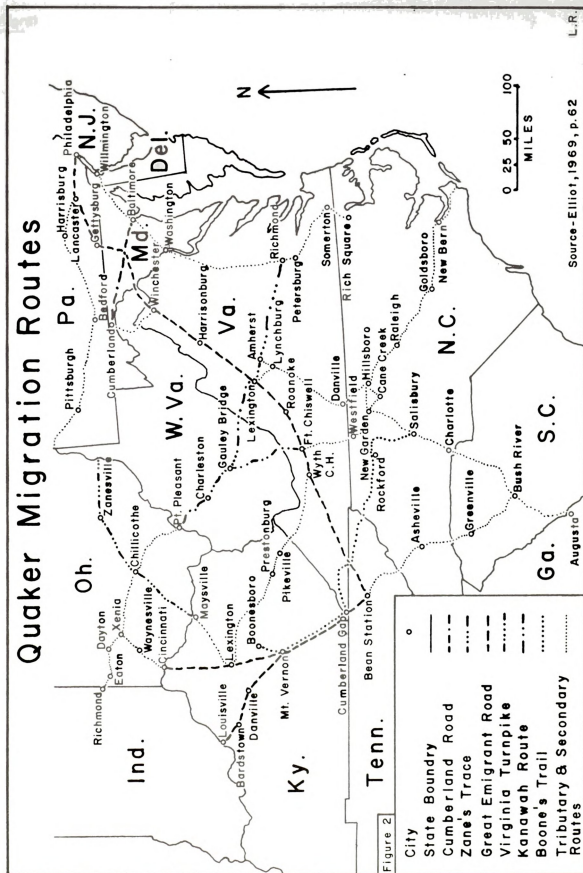 Quaker Migration Routes
Pa.
Harrisburg
Philadelphia
Lancaster
N.J.
Pittsburgh
Bedford
Gettysburg
Willmington
Cumberland
Baltimore
Md.
Del.
Oh.
Zanesville
Winchester
Washington
N
Dayton
Xenia
Chillicothe
W. Va.
Harrisonburg
Richmond
Eaton
Waynesville
Pt. Pleasant
Va.
Ind.
Cincinnati
Charleston
Gauley Bridge
Amherst
Richmond
Maysville
Lexington
Lynchburg
Petersburg
Louisville
Lexington
Prestonburg
Roanoke
Somerton
Bardstown
Boonesboro
Pikeville
Ft. Chiswell
Danville
Wyth C.H.
Danville
Rich Square
Ky.
Mt. Vernon
Westfield
Hillsboro
New Garden
Cane Creek
Cumberland Gap
Rockford
Raleigh
Goldsboro
Tenn.
Bean Station
Salisbury
New Bern
N.C.
Asheville
Charlotte
Greenville
S.C.
Bush River
Ga.
Augusta
0 25 50 100
MILES
Figure 2
City
State Boundry
Cumberland Road
Zane's Trace
Great Emigrant Road
Virginia Turnpike
Kanawah Route
Boone's Trail
Tributary & Secondary
Routes
Source - Elliot, 1969, p. 62
L.R.